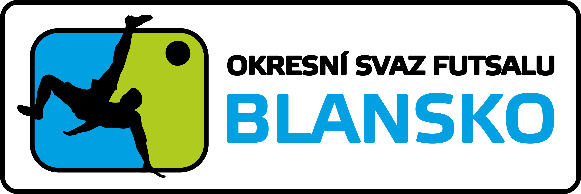 OKRESNÍ SVAZ FUTSALU
BLANSKO